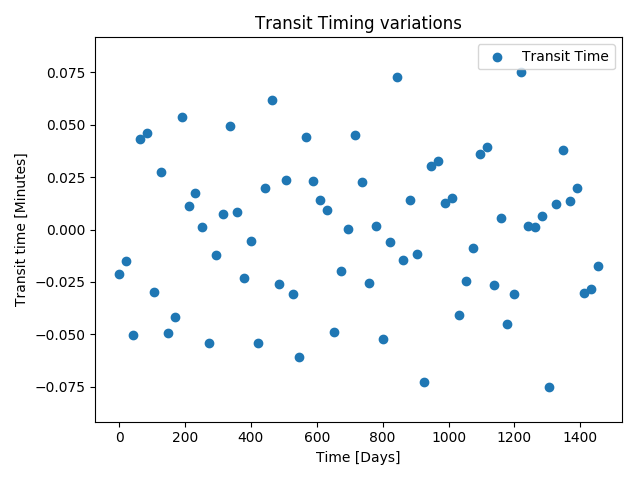 Transit Timing variations
Transit Time
Transit time [Minutes]
0.075
0.050
0.025
0.000
−0.025
−0.050
−0.075
0 200 400 600 800 1000 1200 1400
Time [Days]